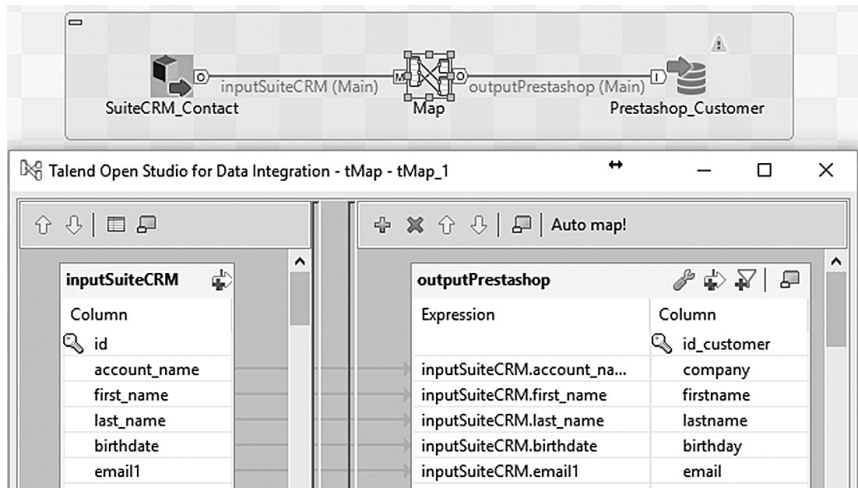 Talend
O inputSuiteCRM (Main) M O outputPrestashop (Main) I
SuiteCRM_Contact Map Prestashop_Customer
Talend Open Studio for Data Integration - tMap - tMap_1
Auto map!
inputSuiteCRM
Column
id
account_name
first_name
last_name
birthdate
email1
outputPrestashop
Expression Column
id_customer
inputSuiteCRM.account_na... company
inputSuiteCRM.first_name firstname
inputSuiteCRM.last_name lastname
inputSuiteCRM.birthdate birthday
inputSuiteCRM.email1 email